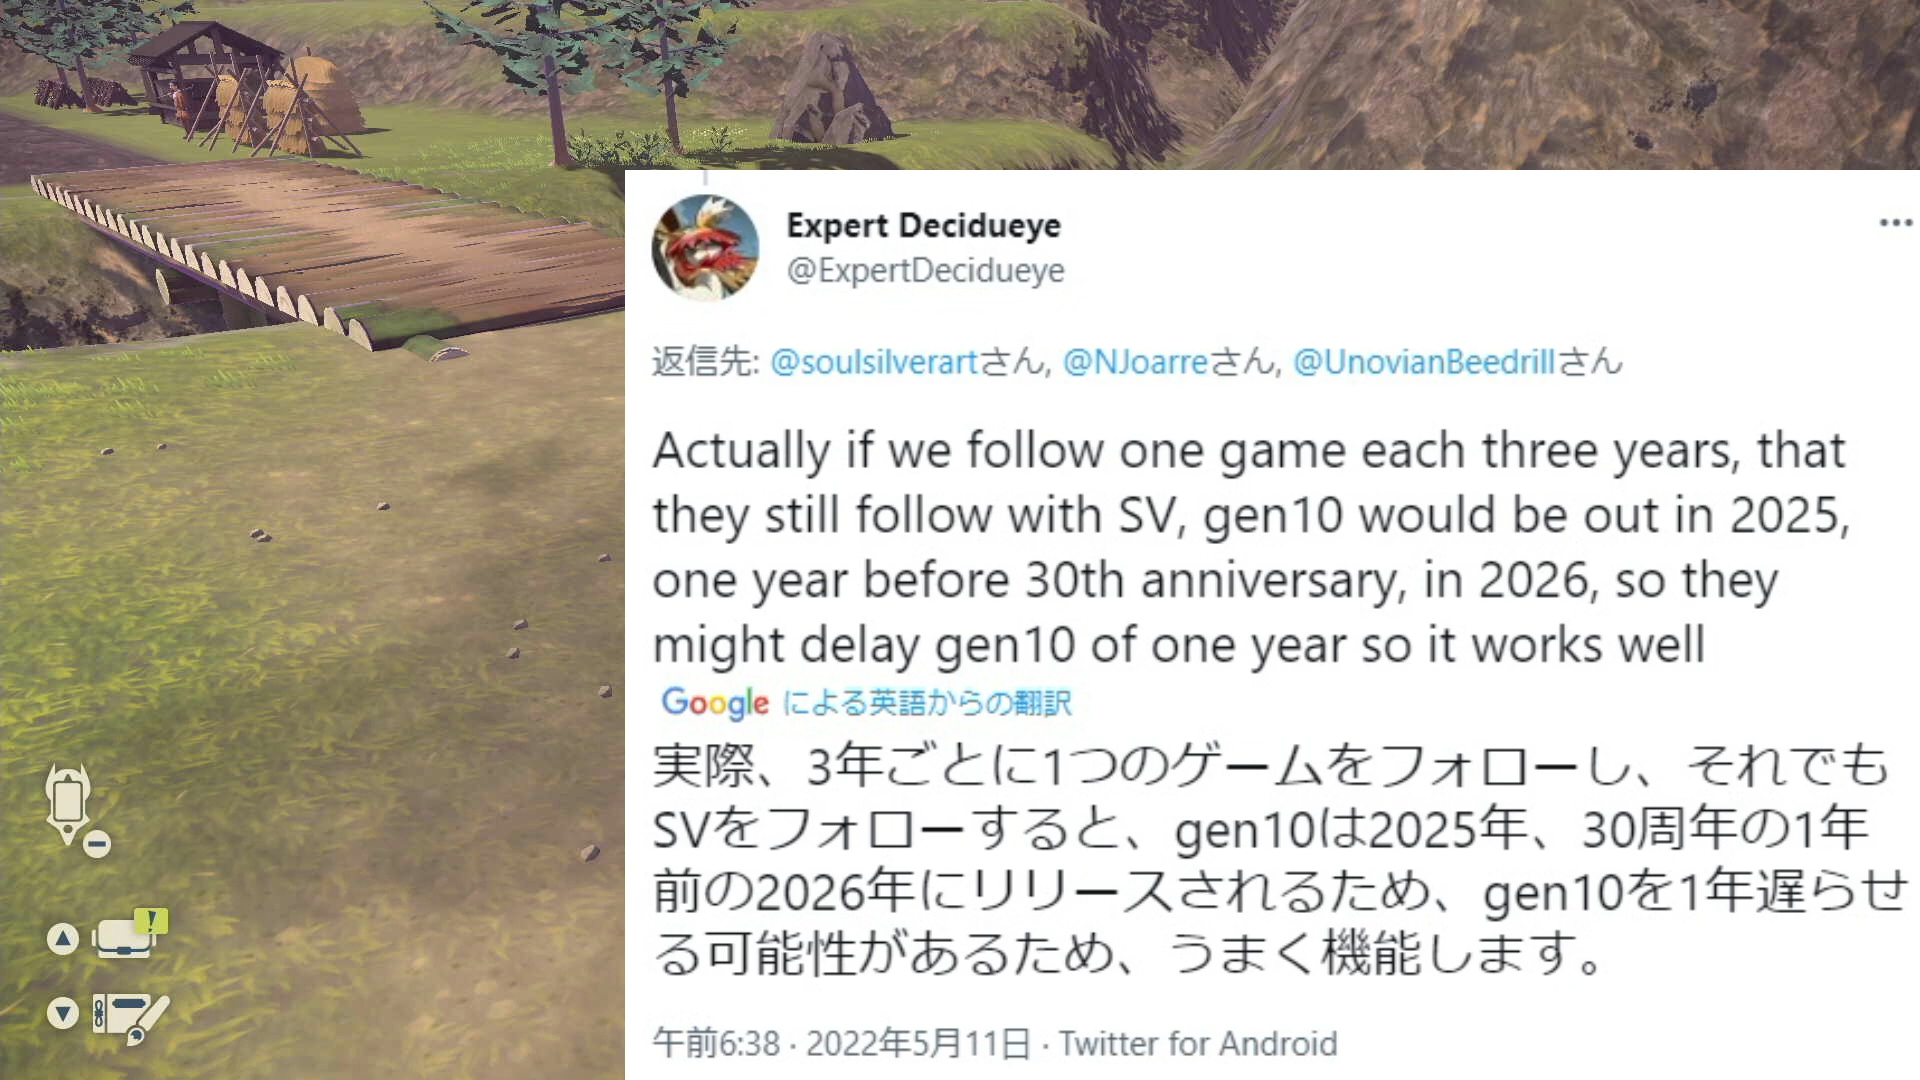 Expert Decidueye
@ExpertDecidueye
返信先: @soulsilverartさん, @NJoarreさん, @UnovianBeedrillさん
Actually if we follow one game each three years, that
they still follow with SV, gen10 would be out in 2025,
one year before 30th anniversary, in 2026, so they
might delay gen10 of one year so it works well
Google による英語からの翻訳
実際、3年ごとに1つのゲームをフォローし、それでも
SVをフォローすると、gen10は2025年、30周年の1年
前の2026年にリリースされるため、gen10を1年遅らせ
る可能性があるため、うまく機能します。
午前6:38 · 2022年5月11日 · Twitter for Android